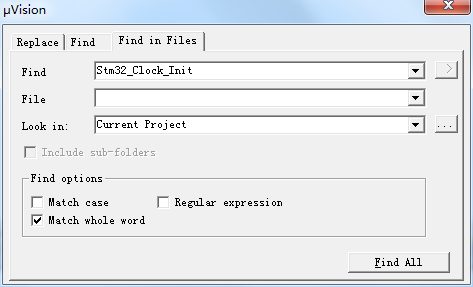 μVision
Replace Find Find in Files
Find Stm32_Clock_Init
File
Look in: Current Project ...
Include sub-folders
Find options
Match case Regular expression
Match whole word
Find All